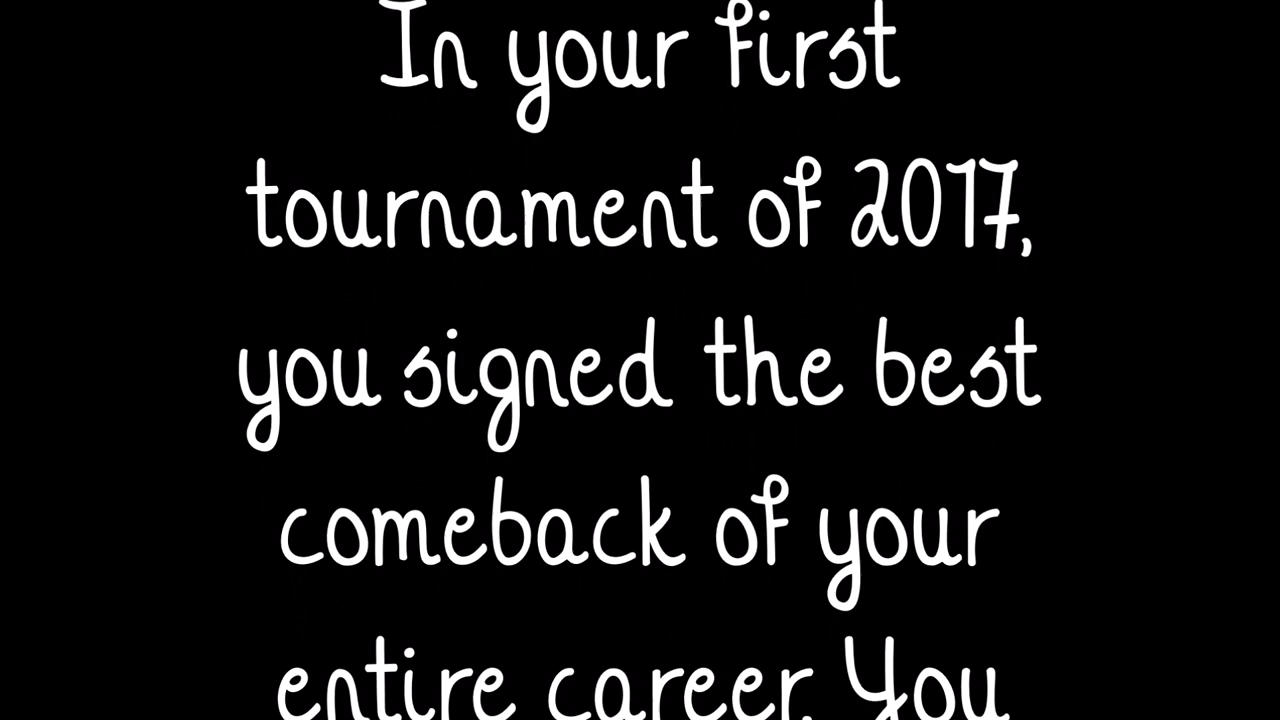 In your first
tournament of 2017,
you signed the best
comeback of your
entire career. You